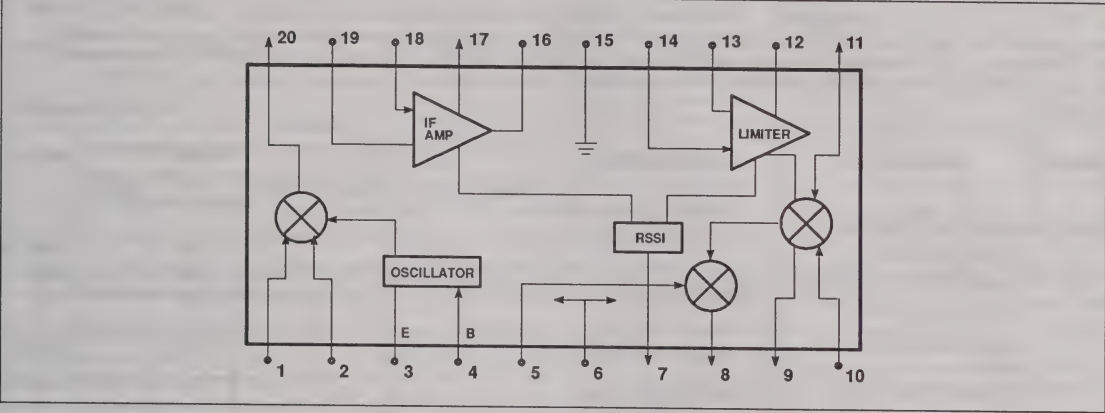 20 19 18 17 16 15 14 13 12 11
IF
AMP
LIMITER
RSSI
OSCILLATOR
E B
1 2 3 4 5 6 7 8 9 10